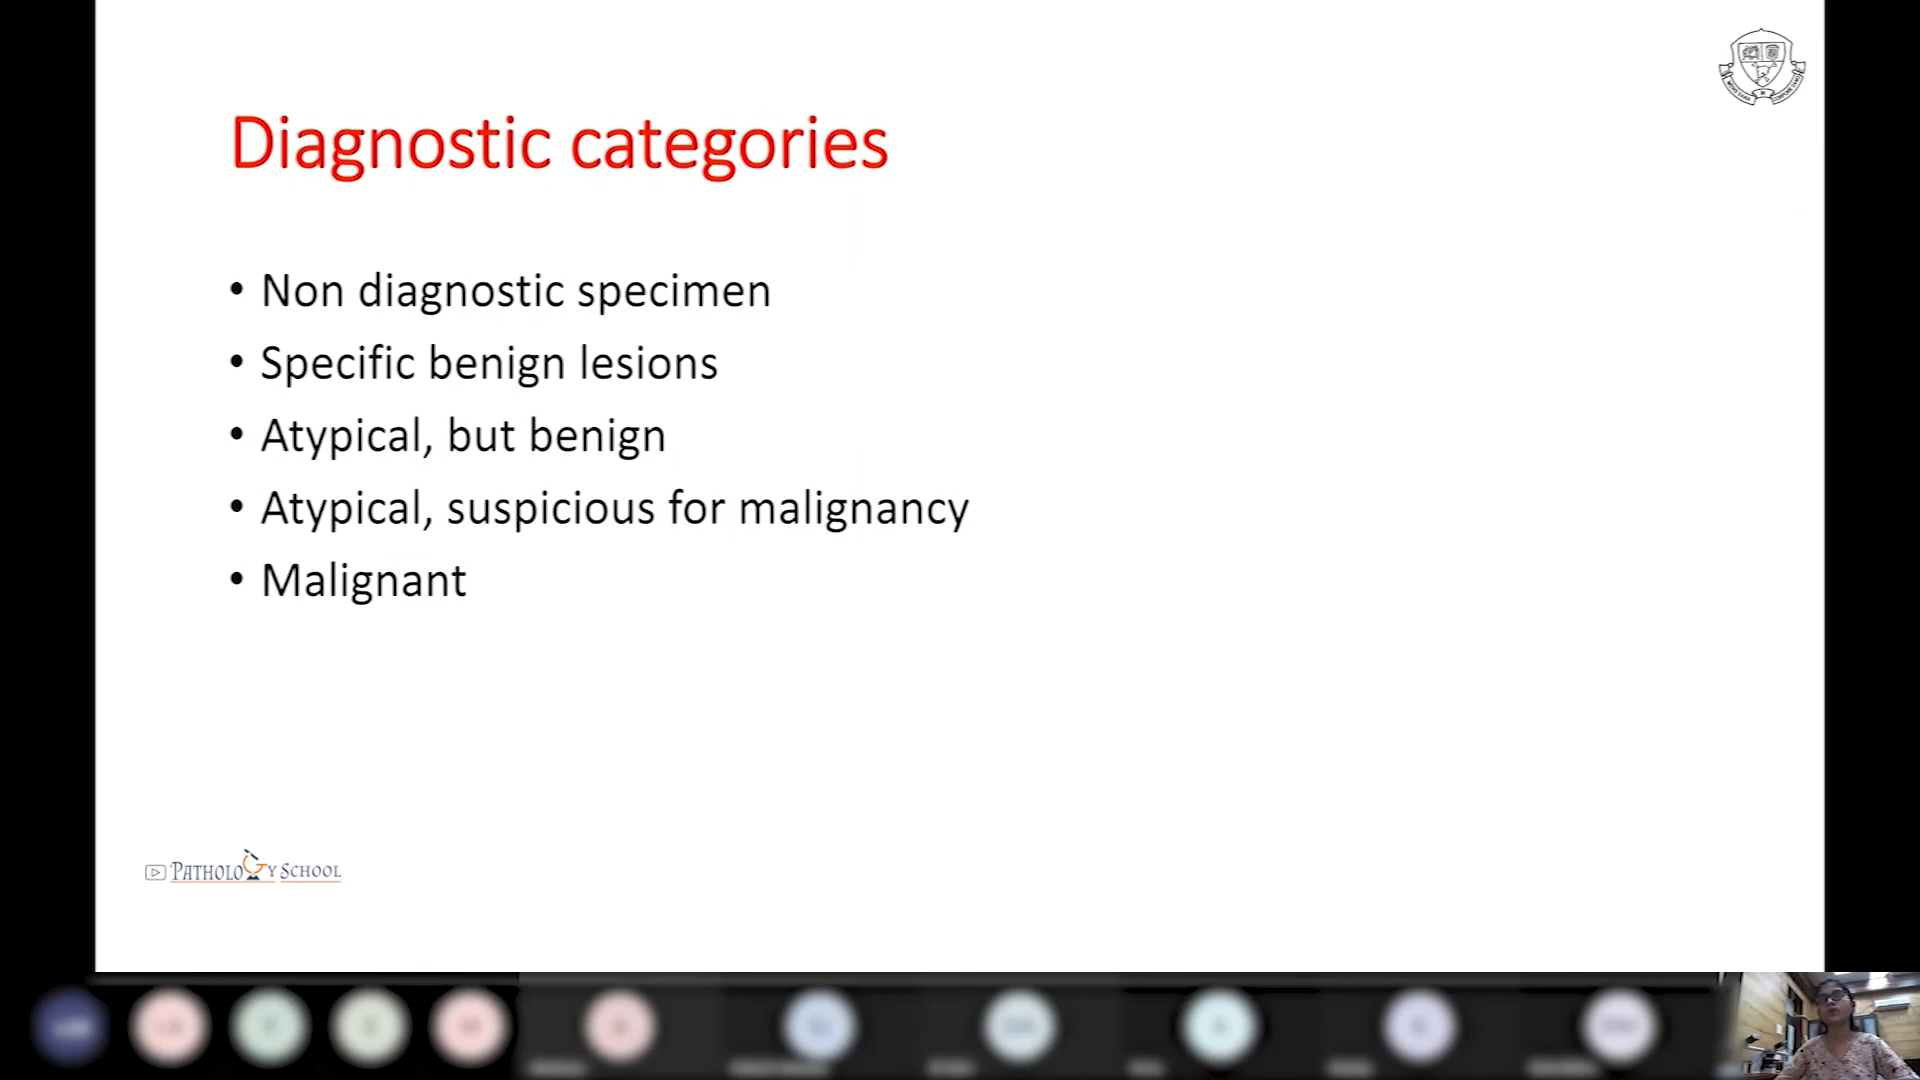 Diagnostic categories
• Non diagnostic specimen
• Specific benign lesions
• Atypical, but benign
• Atypical, suspicious for malignancy
• Malignant
PATHOLOGY SCHOOL